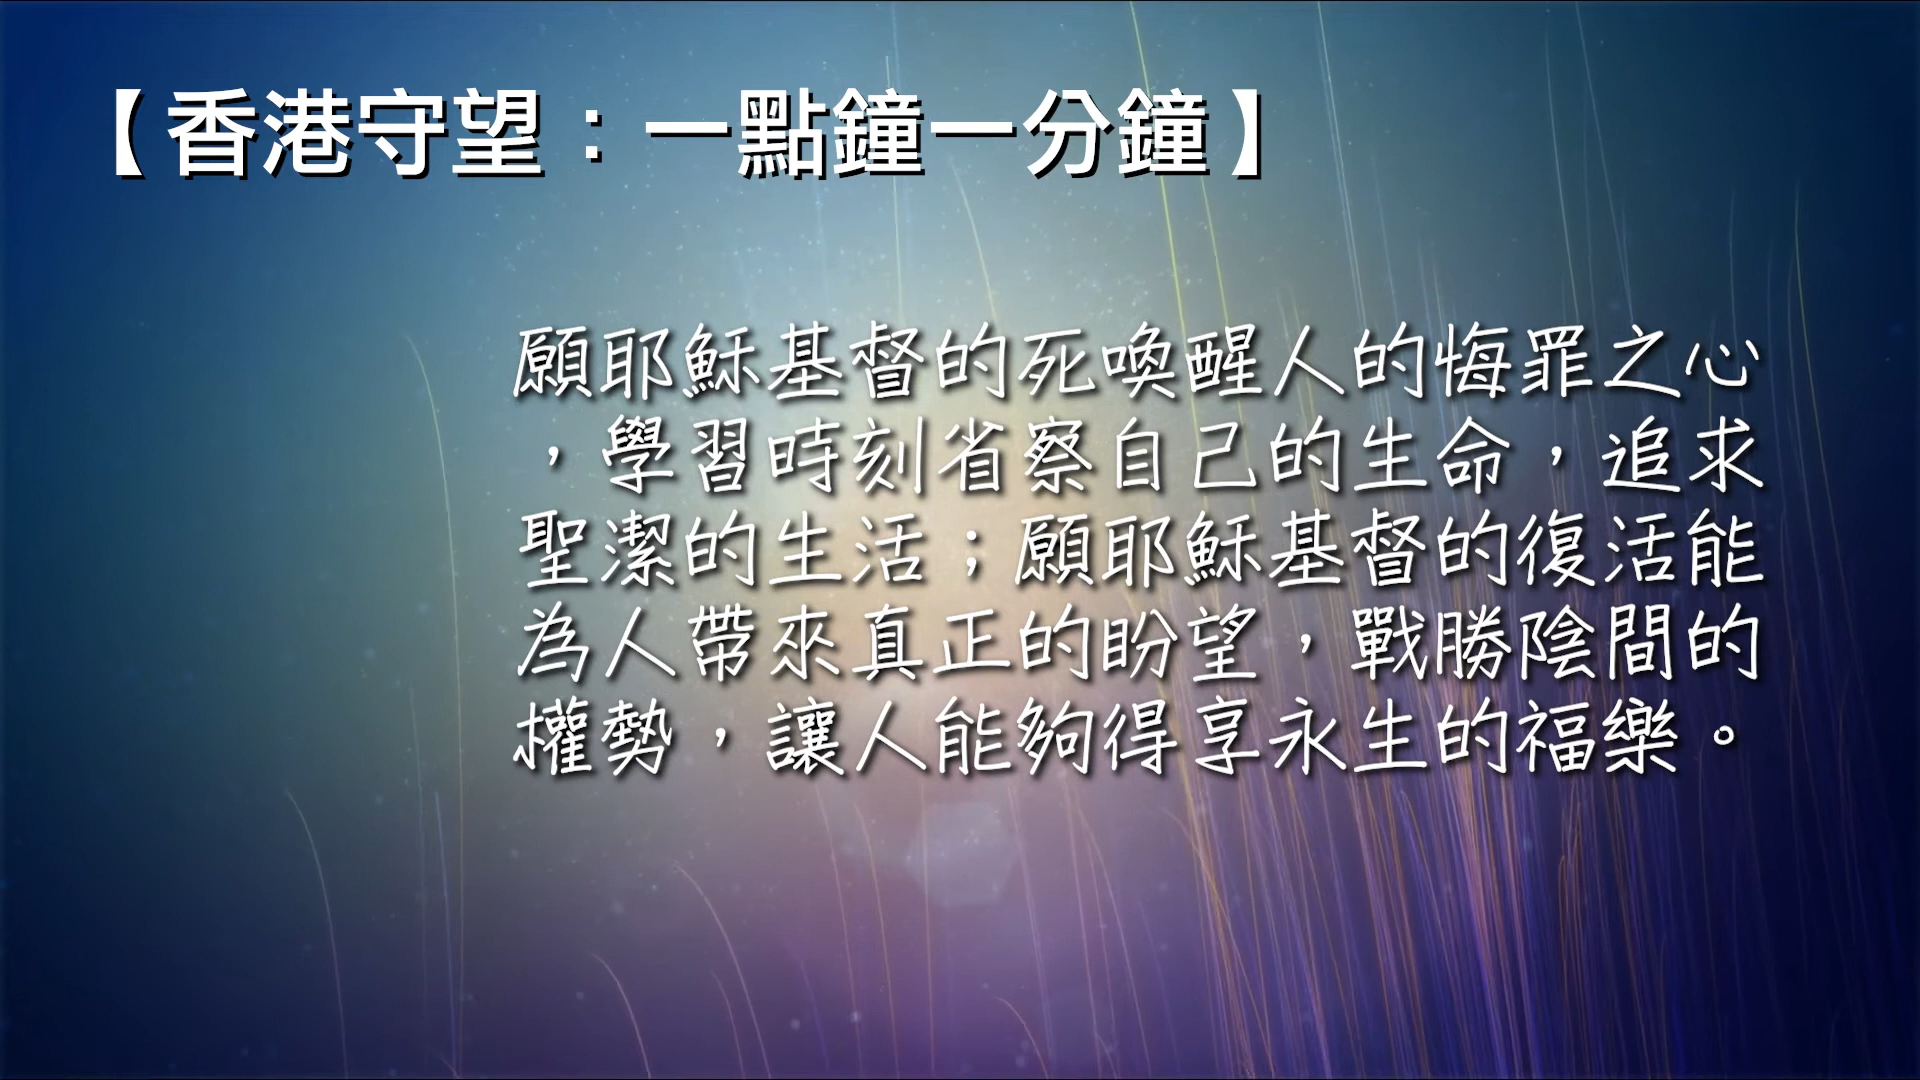 【香港守望：一點鐘一分鐘】
願耶穌基督的死喚醒人的悔罪之心
，學習時刻省察自己的生命，追求
聖潔的生活；願耶穌基督的復活能
為人帶來真正的盼望，戰勝陰間的
權勢，讓人能夠得享永生的福樂。